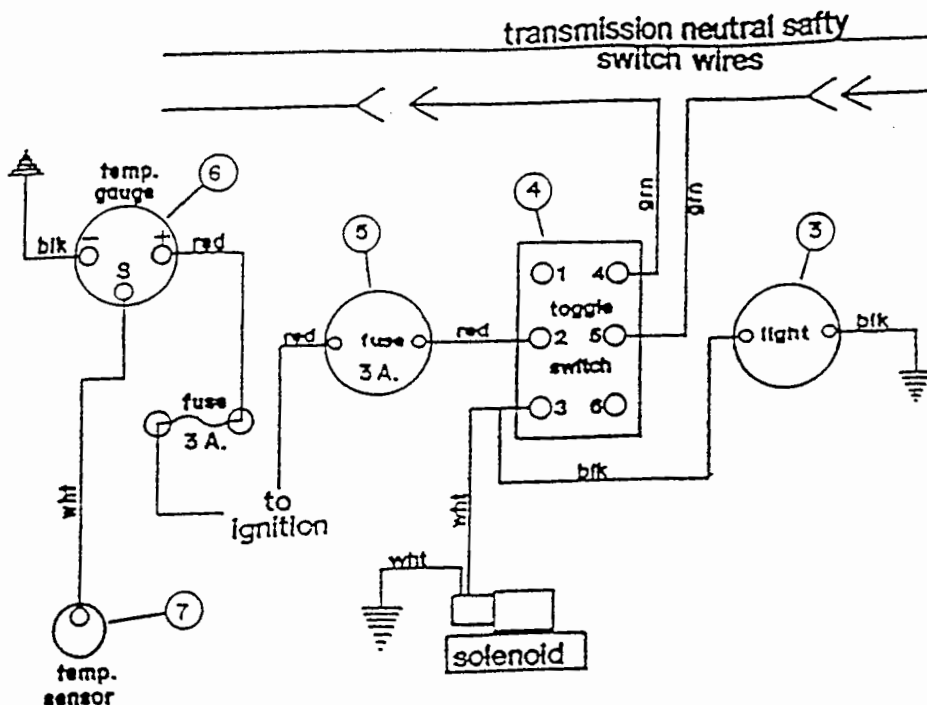 transmission neutral safty
switch wires
temp.
gauge
6
blk
−
+
red
S
5
4
grn
grn
3
1 4
toggle
red
fuse
3 A.
red
2 5
switch
3 6
light
blk
fuse
3 A.
wht
to
ignition
wht
blk
wht
7
temp.
sensor
solenoid